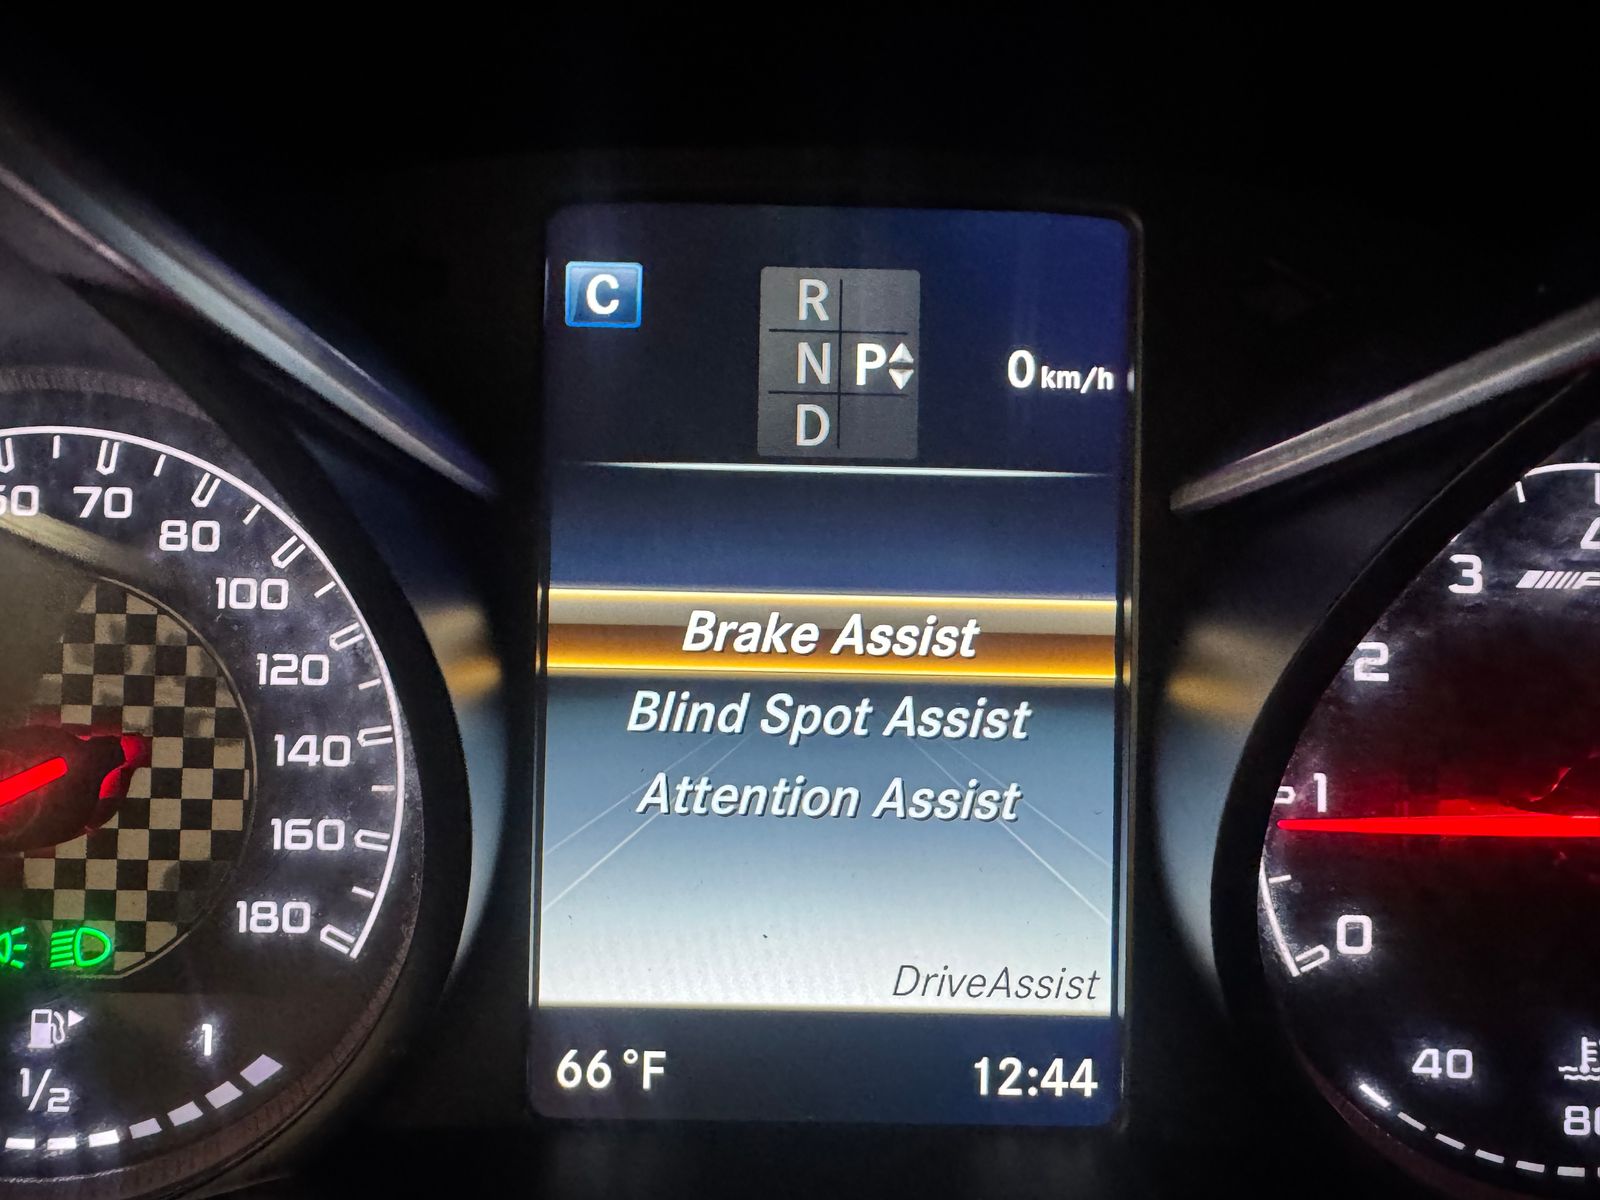 C
R
N P
D
0 km/h
Brake Assist
Blind Spot Assist
Attention Assist
DriveAssist
66 °F
12:44
70
80
100
120
140
160
180
1/2
1
3
2
1
0
40